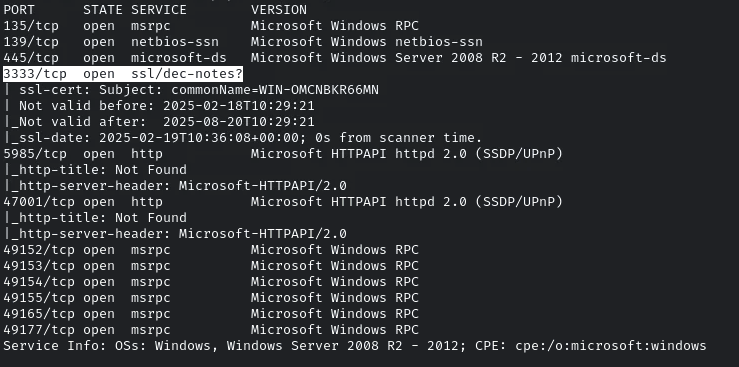 PORT STATE SERVICE VERSION
135/tcp open msrpc Microsoft Windows RPC
139/tcp open netbios-ssn Microsoft Windows netbios-ssn
445/tcp open microsoft-ds Microsoft Windows Server 2008 R2 - 2012 microsoft-ds
3333/tcp open ssl/dec-notes?
| ssl-cert: Subject: commonName=WIN-OMCNBKR66MN
| Not valid before: 2025-02-18T10:29:21
|_Not valid after: 2025-08-20T10:29:21
|_ssl-date: 2025-02-19T10:36:08+00:00; 0s from scanner time.
5985/tcp open http Microsoft HTTPAPI httpd 2.0 (SSDP/UPnP)
|_http-title: Not Found
|_http-server-header: Microsoft-HTTPAPI/2.0
47001/tcp open http Microsoft HTTPAPI httpd 2.0 (SSDP/UPnP)
|_http-title: Not Found
|_http-server-header: Microsoft-HTTPAPI/2.0
49152/tcp open msrpc Microsoft Windows RPC
49153/tcp open msrpc Microsoft Windows RPC
49154/tcp open msrpc Microsoft Windows RPC
49155/tcp open msrpc Microsoft Windows RPC
49165/tcp open msrpc Microsoft Windows RPC
49177/tcp open msrpc Microsoft Windows RPC
Service Info: OSs: Windows, Windows Server 2008 R2 - 2012; CPE: cpe:/o:microsoft:windows